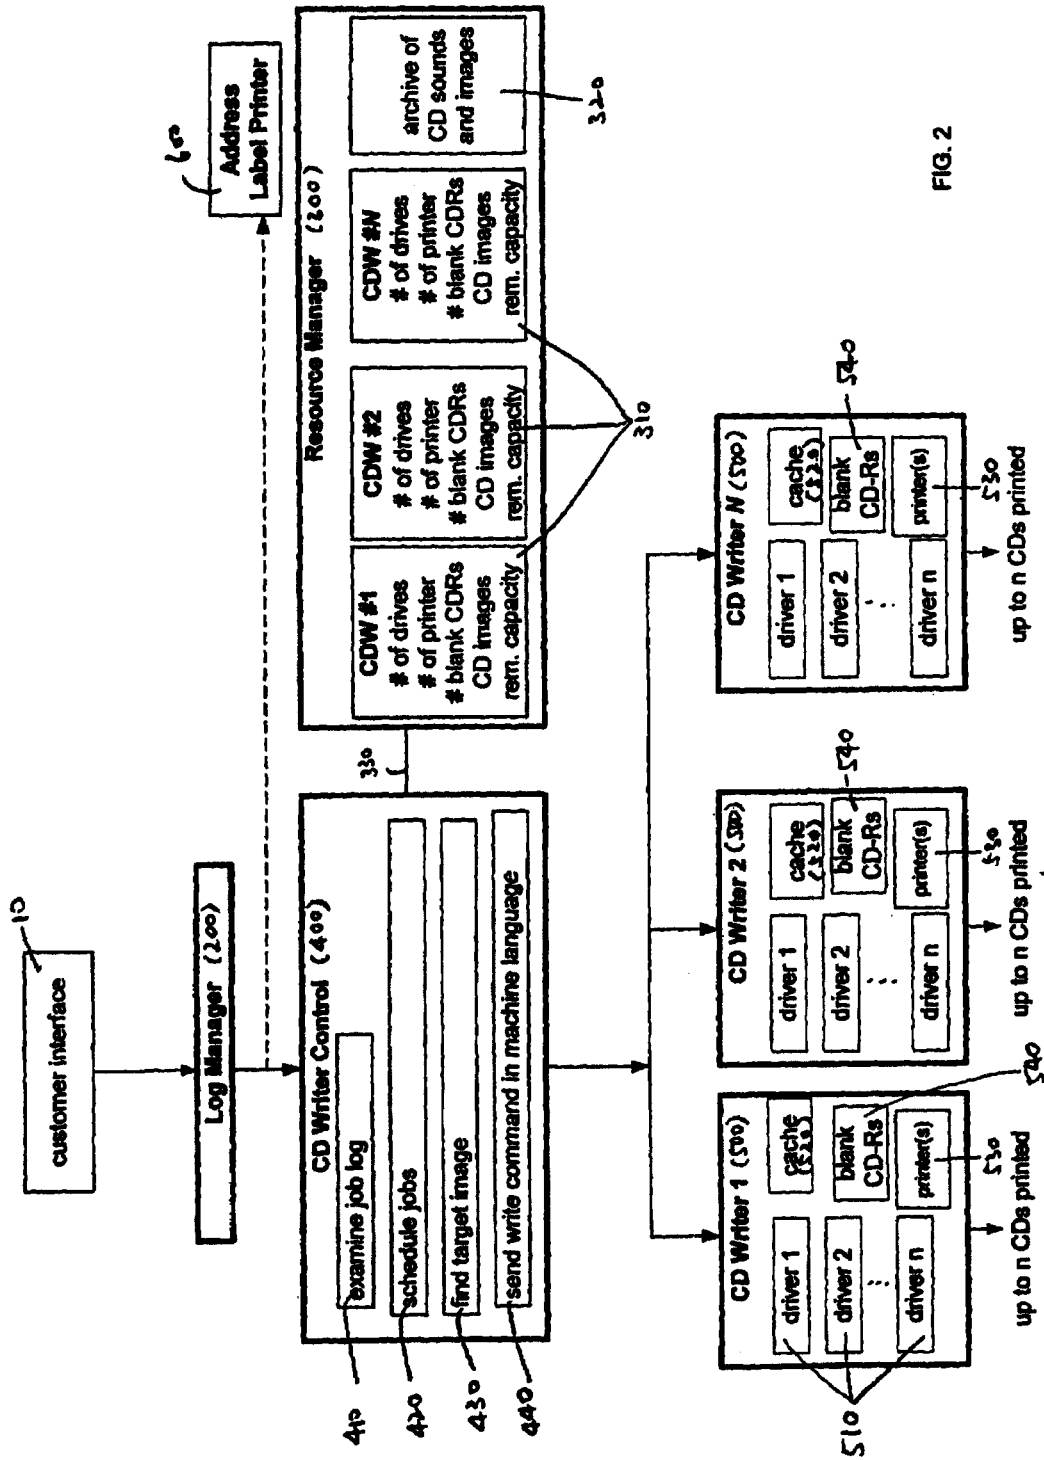 10
customer interface
Log Manager (200)
600
Address
Label Printer
CD Writer Control (400)
410
examine job log
420
schedule jobs
430
find target image
440
send write command in machine language
330
Resource Manager (200)
CDW #1
# of drives
# of printer
# blank CDRs
CD images
rem. capacity
CDW #2
# of drives
# of printer
# blank CDRs
CD images
rem. capacity
CDW #N
# of drives
# of printer
# blank CDRs
CD images
rem. capacity
archive of
CD sounds
and images
310
320
CD Writer 1 (500)
driver 1
driver 2
...
driver n
510
cache
(520)
blank
CD-Rs
printer(s)
530
540
up to n CDs printed
CD Writer 2 (500)
driver 1
driver 2
...
driver n
cache
(520)
blank
CD-Rs
printer(s)
540
530
up to n CDs printed
CD Writer N (500)
driver 1
driver 2
...
driver n
cache
(520)
blank
CD-Rs
printer(s)
540
530
up to n CDs printed
FIG. 2